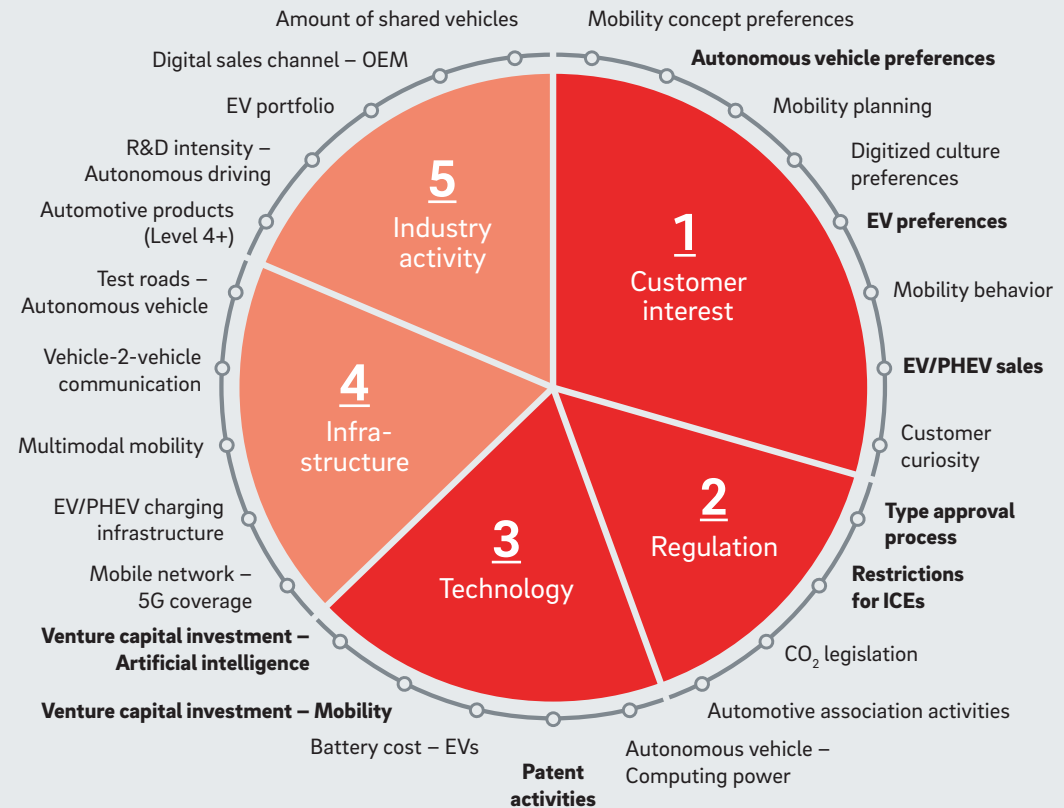 Mobility concept preferences
Autonomous vehicle preferences
Mobility planning
Digitized culture
preferences
EV preferences
Mobility behavior
EV/PHEV sales
Customer
curiosity
1
Customer
interest
Type approval
process
Restrictions
for ICEs
CO₂ legislation
Automotive association activities
2
Regulation
Autonomous vehicle –
Computing power
Patent
activities
Battery cost – EVs
Venture capital investment – Mobility
Venture capital investment –
Artificial intelligence
3
Technology
Mobile network –
5G coverage
EV/PHEV charging
infrastructure
Multimodal mobility
Vehicle-2-vehicle
communication
Test roads –
Autonomous vehicle
4
Infra-
structure
Automotive products
(Level 4+)
R&D intensity –
Autonomous driving
EV portfolio
Digital sales channel – OEM
Amount of shared vehicles
5
Industry
activity